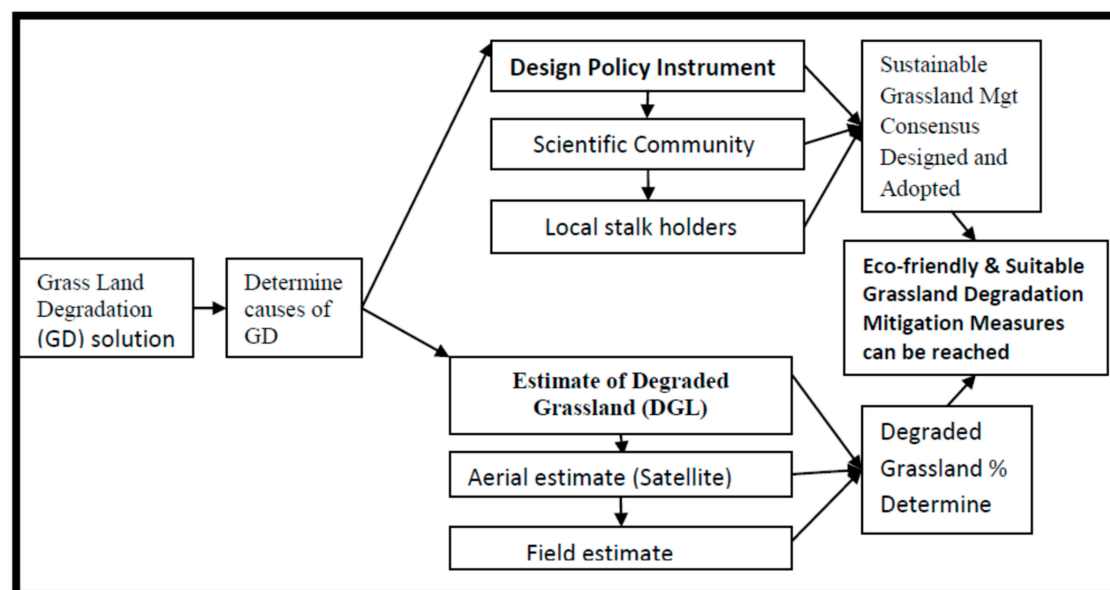 Grass Land
Degradation
(GD) solution
Determine
causes of
GD
Design Policy Instrument
Scientific Community
Local stalk holders
Sustainable
Grassland Mgt
Consensus
Designed and
Adopted
Eco-friendly & Suitable
Grassland Degradation
Mitigation Measures
can be reached
Estimate of Degraded
Grassland (DGL)
Aerial estimate (Satellite)
Field estimate
Degraded
Grassland %
Determine